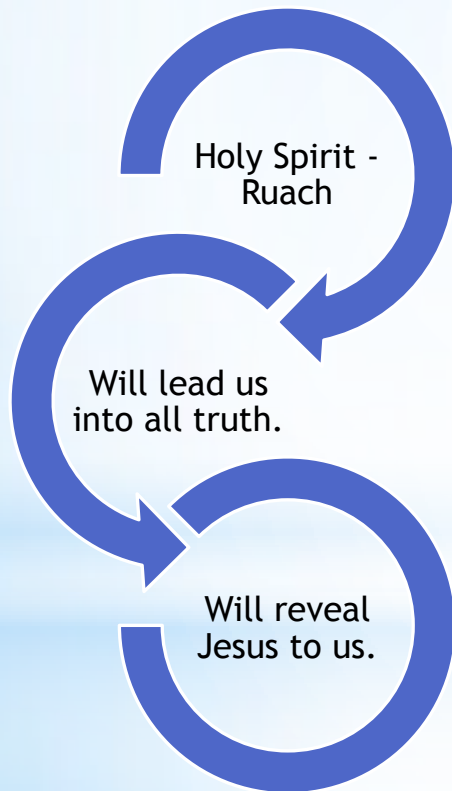 Holy Spirit -
Ruach
Will lead us
into all truth.
Will reveal
Jesus to us.